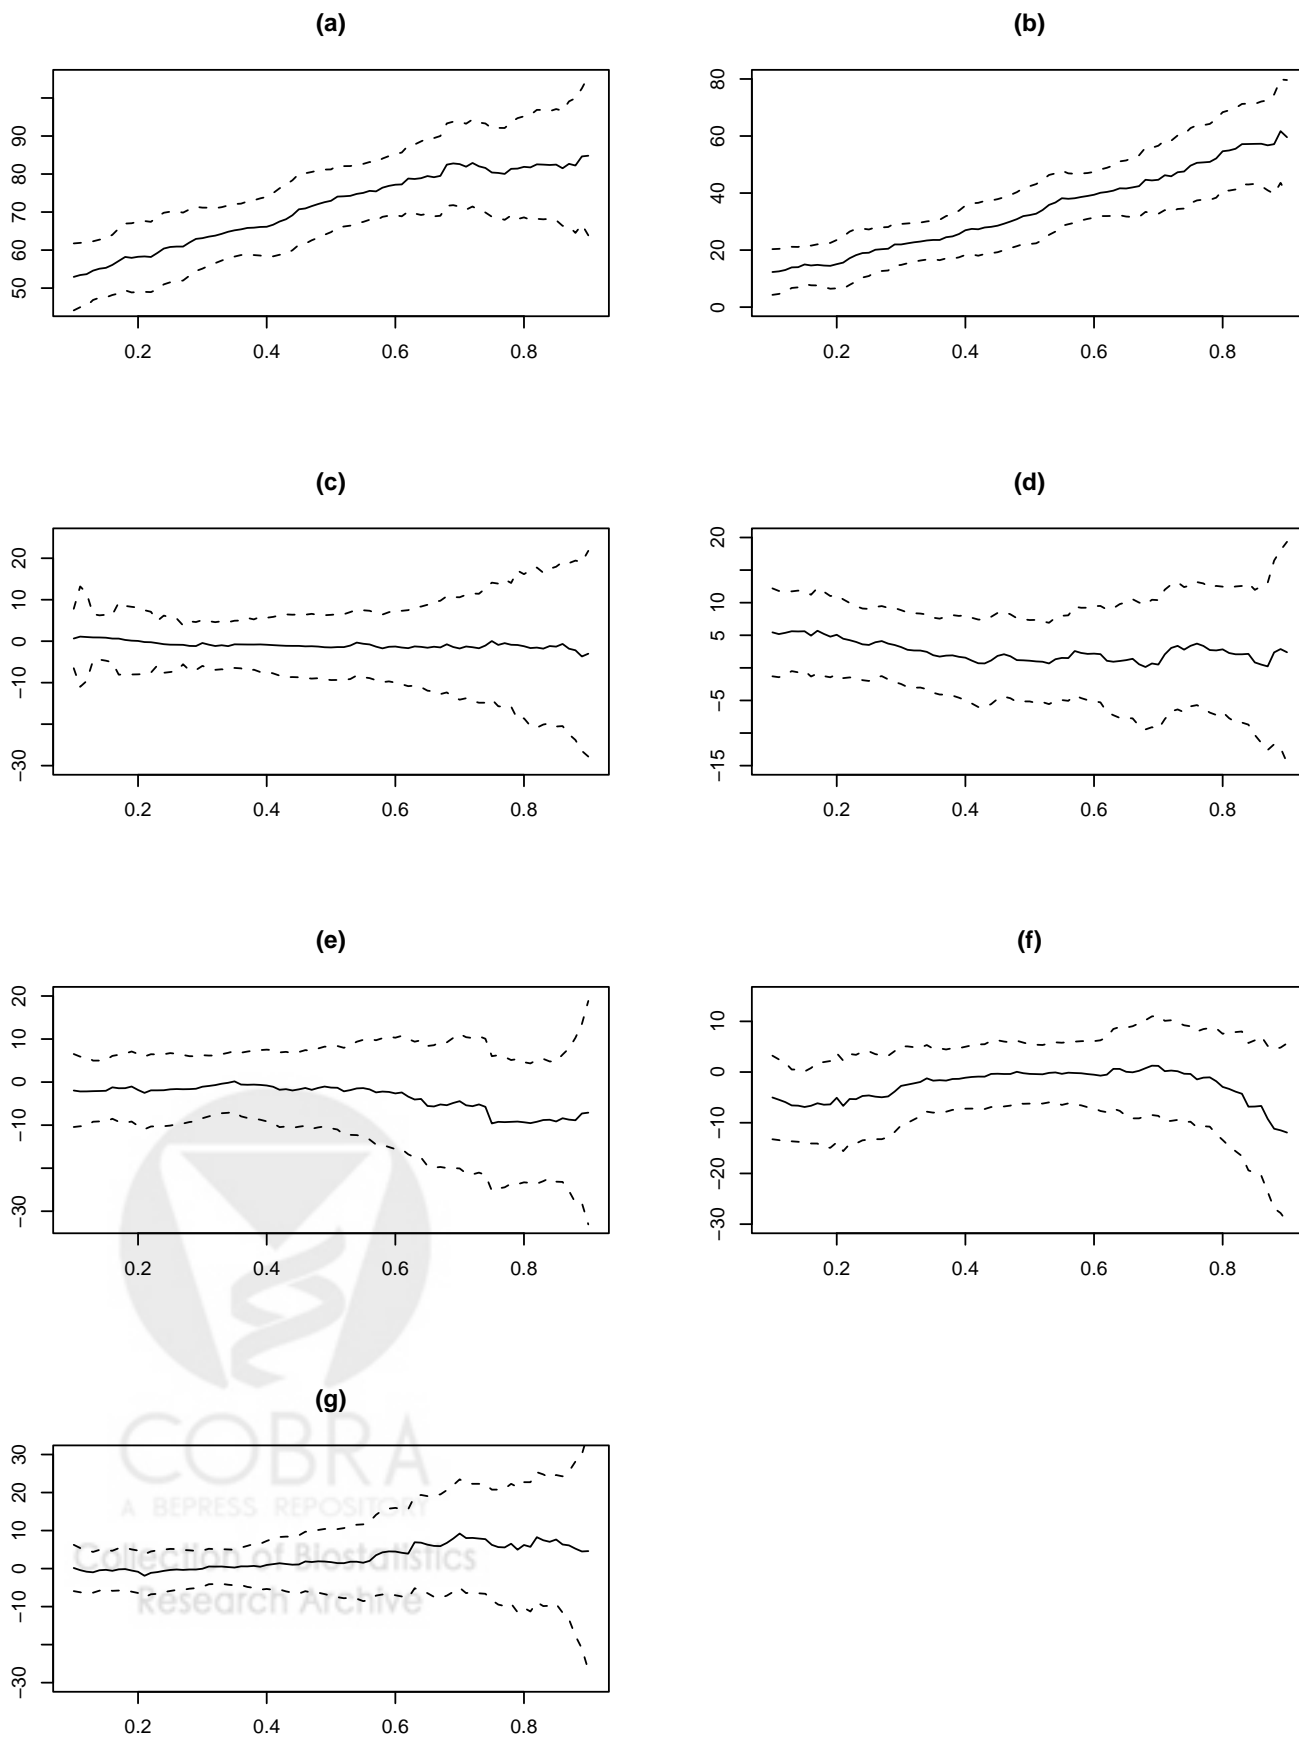 (a)
50 60 70 80 90
0.2 0.4 0.6 0.8
(b)
0 20 40 60 80
0.2 0.4 0.6 0.8
(c)
-30 -10 0 10 20
0.2 0.4 0.6 0.8
(d)
-15 -5 5 10 20
0.2 0.4 0.6 0.8
(e)
-30 -10 0 10 20
0.2 0.4 0.6 0.8
(f)
-30 -20 -10 0 10
0.2 0.4 0.6 0.8
(g)
-30 -10 0 10 20 30
0.2 0.4 0.6 0.8
COBRA
A BEPRESS REPOSITORY
Collection of Biostatistics
Research Archive